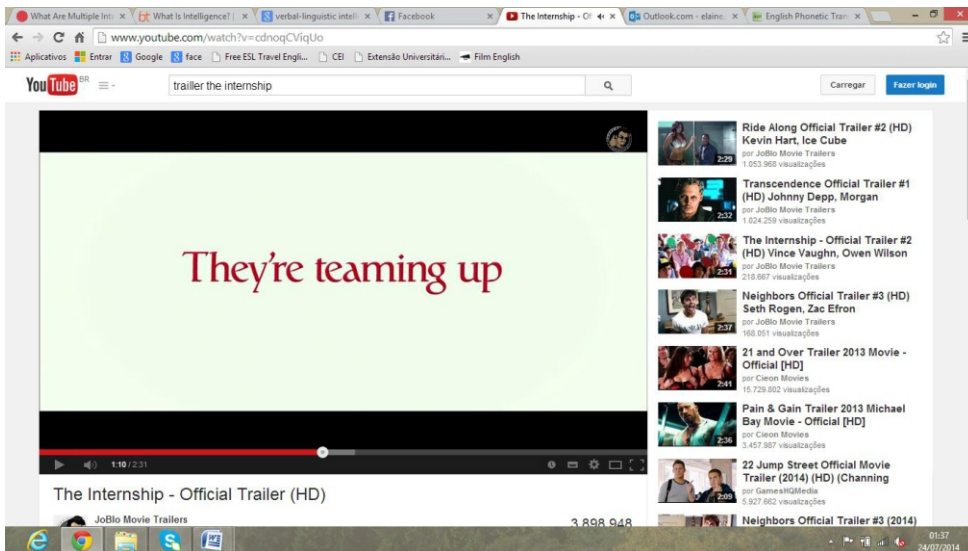 What Are Multiple Inte
What Is Intelligence? |
verbal-linguistic intelli
Facebook
The Internship - Of
Outlook.com - elaine.
English Phonetic Tran
www.youtube.com/watch?v=cdnoqCViqUo
Aplicativos Entrar Google face Free ESL Travel Engli... CEI Extensão Universitári... Film English
YouTube BR
trailler the internship
Carregar
Fazer login
They're teaming up
1:10 / 2:31
The Internship - Official Trailer (HD)
JoBlo Movie Trailers
3.898.948
2:29
Ride Along Official Trailer #2 (HD)
Kevin Hart, Ice Cube
por JoBlo Movie Trailers
1.053.968 visualizações
2:32
Transcendence Official Trailer #1
(HD) Johnny Depp, Morgan
por JoBlo Movie Trailers
1.024.259 visualizações
2:31
The Internship - Official Trailer #2
(HD) Vince Vaughn, Owen Wilson
por JoBlo Movie Trailers
218.667 visualizações
2:37
Neighbors Official Trailer #3 (HD)
Seth Rogen, Zac Efron
por JoBlo Movie Trailers
168.051 visualizações
2:41
21 and Over Trailer 2013 Movie -
Official [HD]
por Cieon Movies
15.729.802 visualizações
2:36
Pain & Gain Trailer 2013 Michael
Bay Movie - Official [HD]
por Cieon Movies
3.457.987 visualizações
2:09
22 Jump Street Official Movie
Trailer (2014) (HD) (Channing
por GamesHQMedia
5.927.662 visualizações
Neighbors Official Trailer #3 (2014)
01:37
24/07/2014